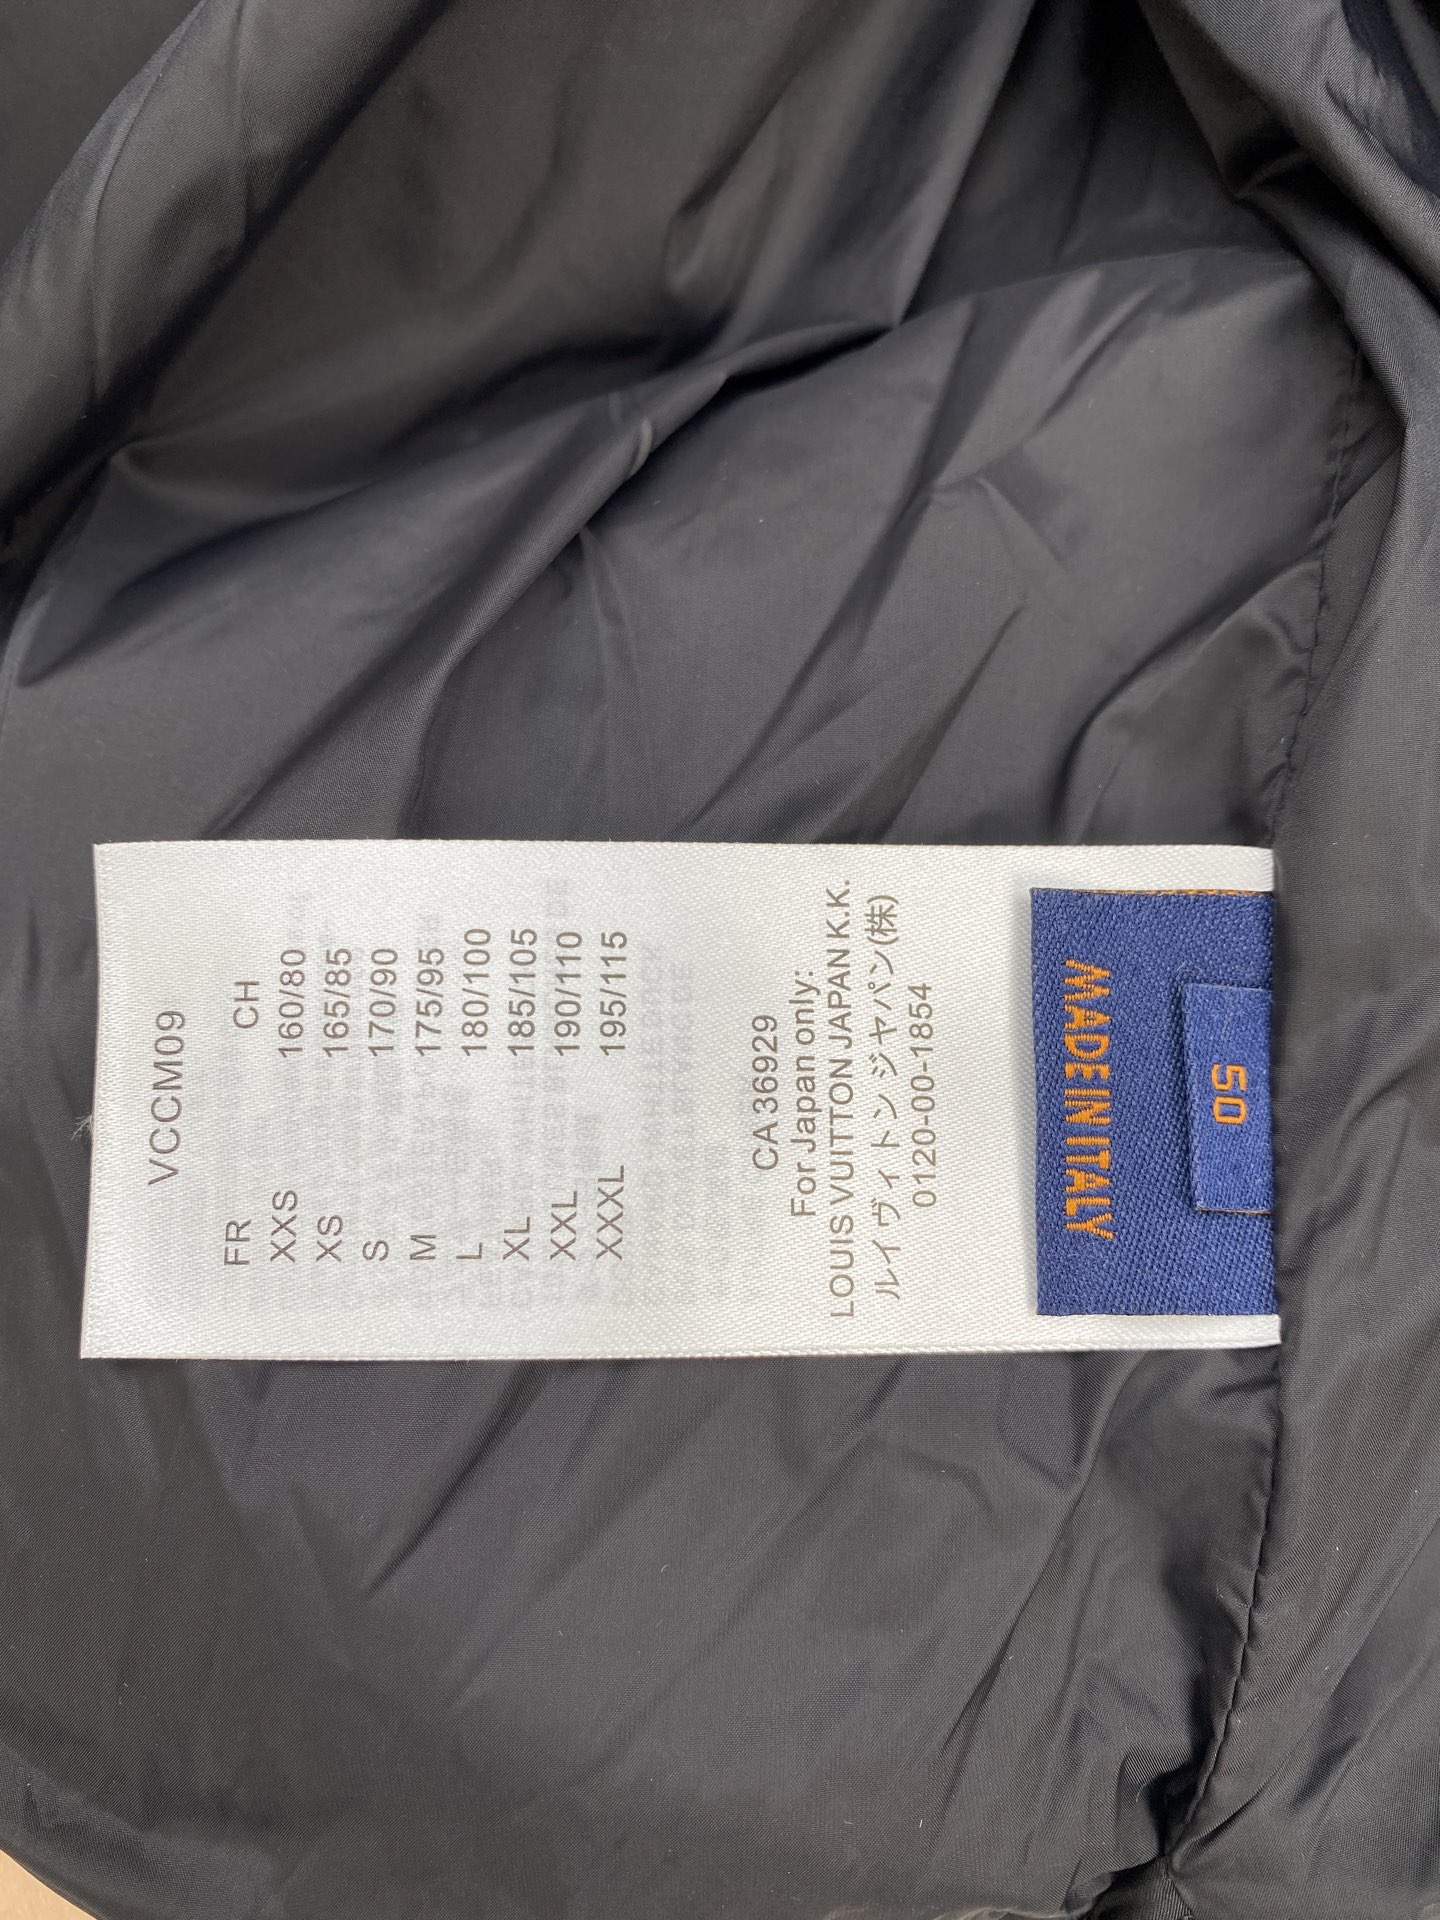 VCCM09
FR CH
XXS 160/80
XS 165/85
S 170/90
M 175/95
L 180/100
XL 185/105
XXL 190/110
XXXL 195/115
CA 36929
For Japan only:
LOUIS VUITTON JAPAN K.K.
ルイヴィトン ジャパン(株)
0120-00-1854
MADE IN ITALY
50